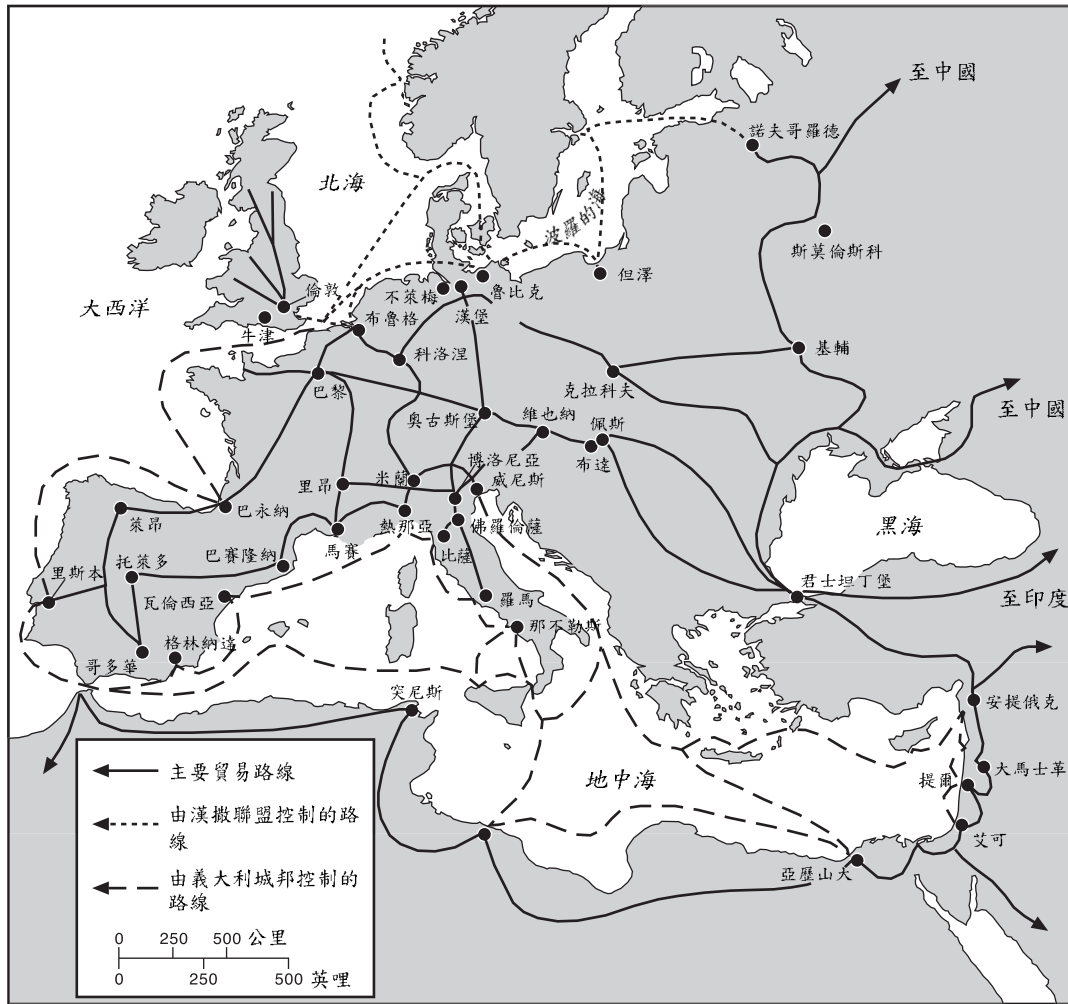 至中國
諾夫哥羅德
北海
波羅的海
斯莫倫斯科
大西洋
倫敦
不萊梅
漢堡
魯比克
但澤
牛津
布魯格
科洛涅
基輔
巴黎
克拉科夫
至中國
奧古斯堡
維也納
佩斯
布達
博洛尼亞
里昂
米蘭
威尼斯
萊昂
巴永納
熱那亞
佛羅倫薩
黑海
馬賽
比薩
巴賽隆納
托萊多
里斯本
君士坦丁堡
瓦倫西亞
羅馬
至印度
那不勒斯
格林納達
哥多華
突尼斯
安提俄克
大馬士革
提爾
地中海
艾可
亞歷山大
主要貿易路線
由漢撒聯盟控制的路
線
由義大利城邦控制的
路線
0 250 500 公里
0 250 500 英哩